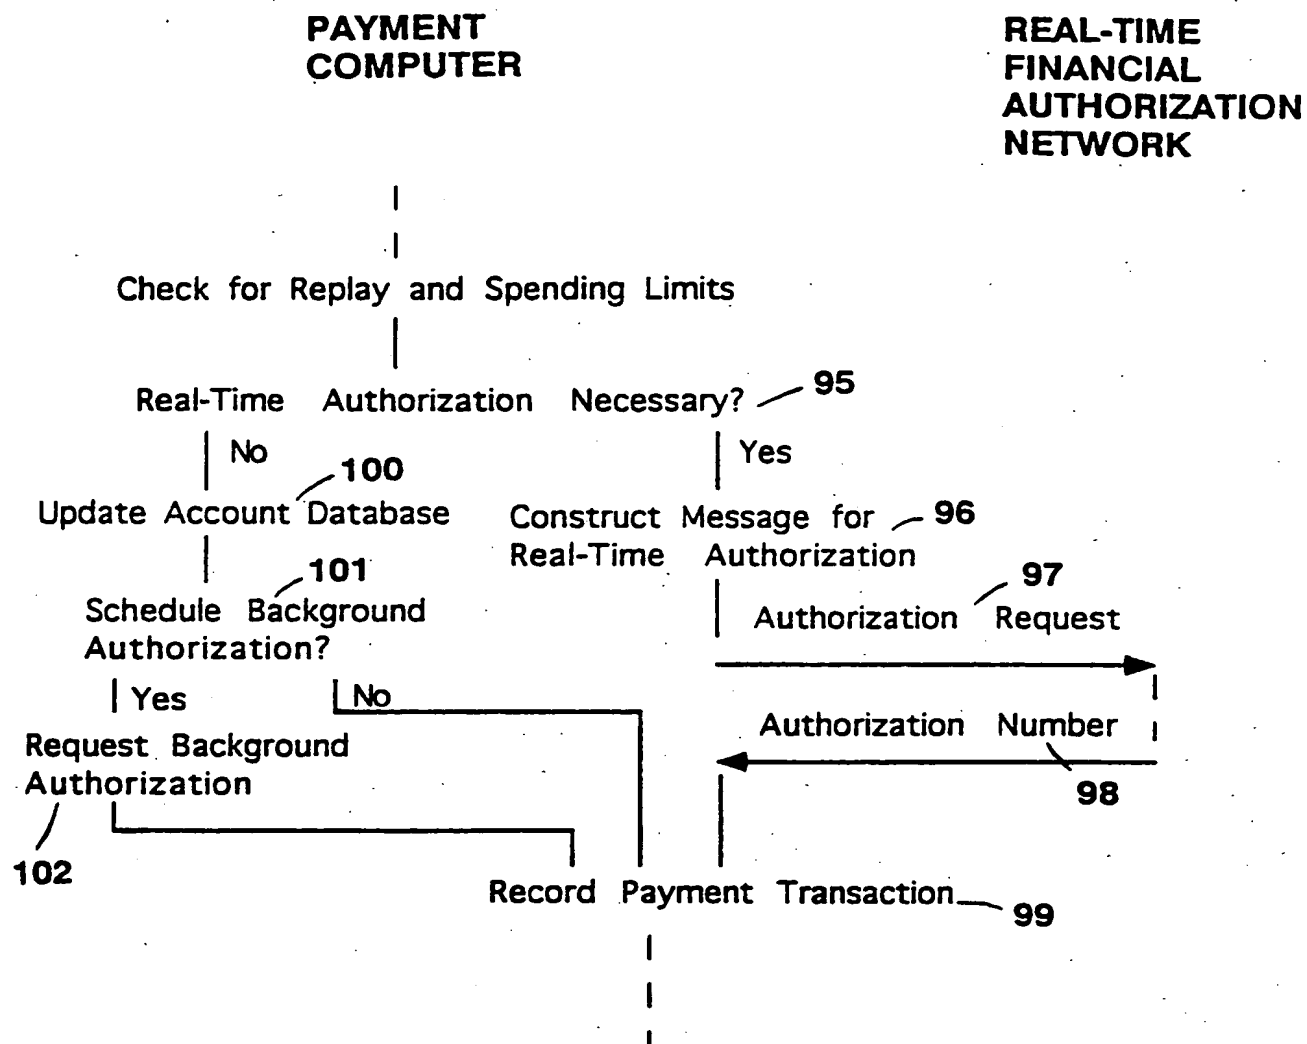 PAYMENT
COMPUTER
REAL-TIME
FINANCIAL
AUTHORIZATION
NETWORK
Check for Replay and Spending Limits
Real-Time Authorization Necessary?
95
No
Yes
100
Update Account Database
Construct Message for
Real-Time Authorization
96
101
Schedule Background
Authorization?
97
Authorization Request
Yes
No
Authorization Number
98
Request Background
Authorization
102
Record Payment Transaction
99